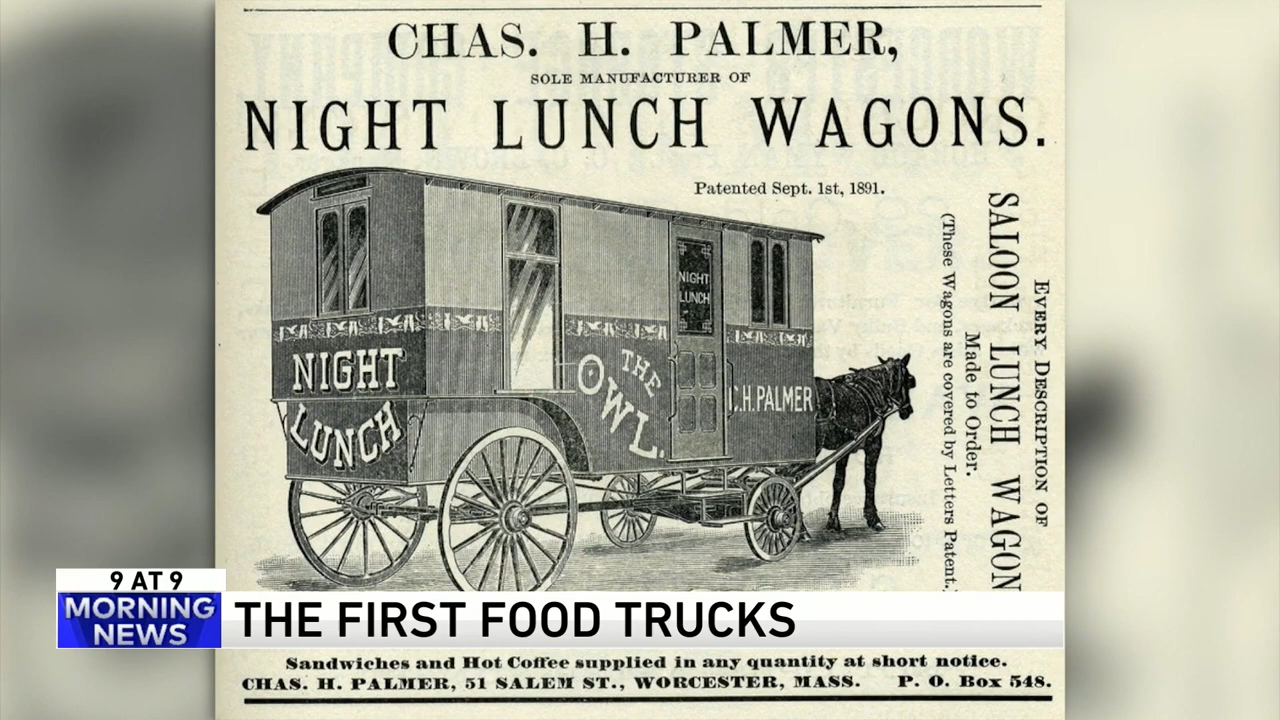 CHAS. H. PALMER,
SOLE MANUFACTURER OF
NIGHT LUNCH WAGONS.
Patented Sept. 1st, 1891.
NIGHT
LUNCH
THE
OWL.
NIGHT
LUNCH
C.H. PALMER
EVERY DESCRIPTION OF
SALOON LUNCH WAGON
Made to Order.
(These Wagons are covered by Letters Patent.)
9 AT 9
MORNING
NEWS
THE FIRST FOOD TRUCKS
Sandwiches and Hot Coffee supplied in any quantity at short notice.
CHAS. H. PALMER, 51 SALEM ST., WORCESTER, MASS. P. O. Box 548.